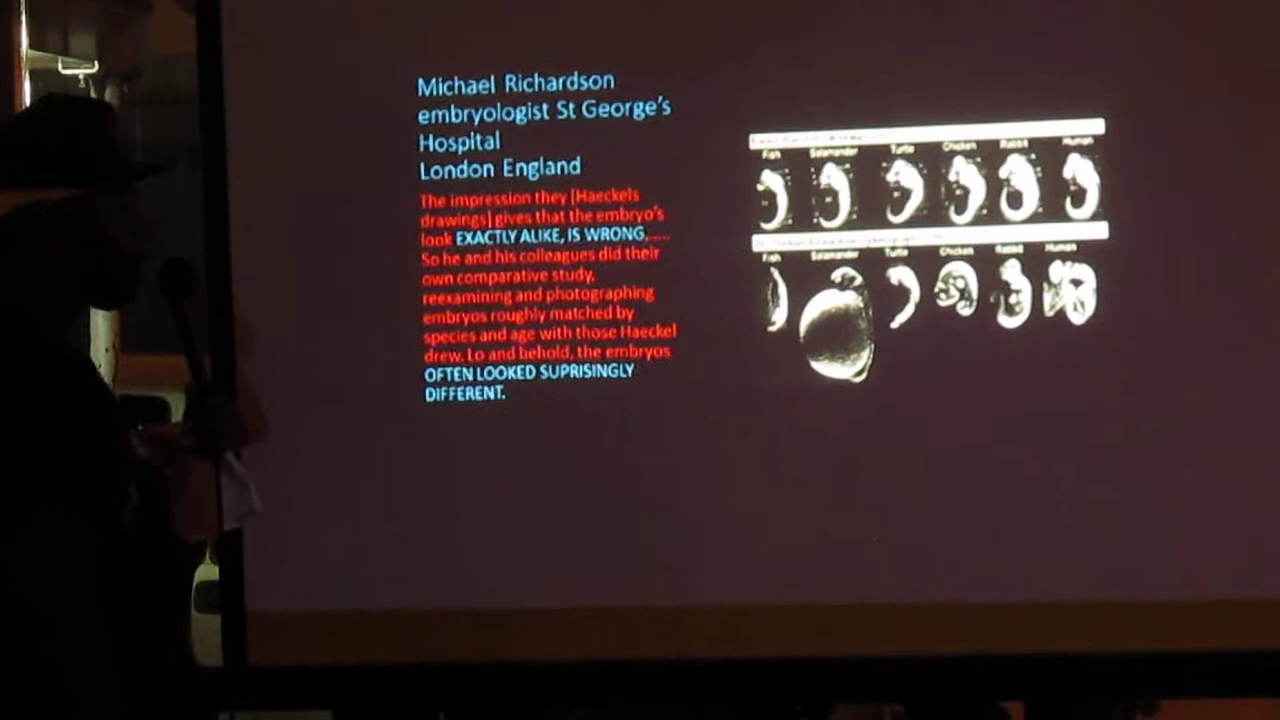 Michael Richardson
embryologist St George's
Hospital
London England
The impression they [Haeckels
drawings] gives that the embryo's
look EXACTLY ALIKE, IS WRONG,.....
So he and his colleagues did their
own comparative study,
reexamining and photographing
embryos roughly matched by
species and age with those Haeckel
drew. Lo and behold, the embryos
OFTEN LOOKED SUPRISINGLY
DIFFERENT.
Fish Salamander Turtle Chicken Rabbit Human
Fish Salamander Turtle Chicken Rabbit Human